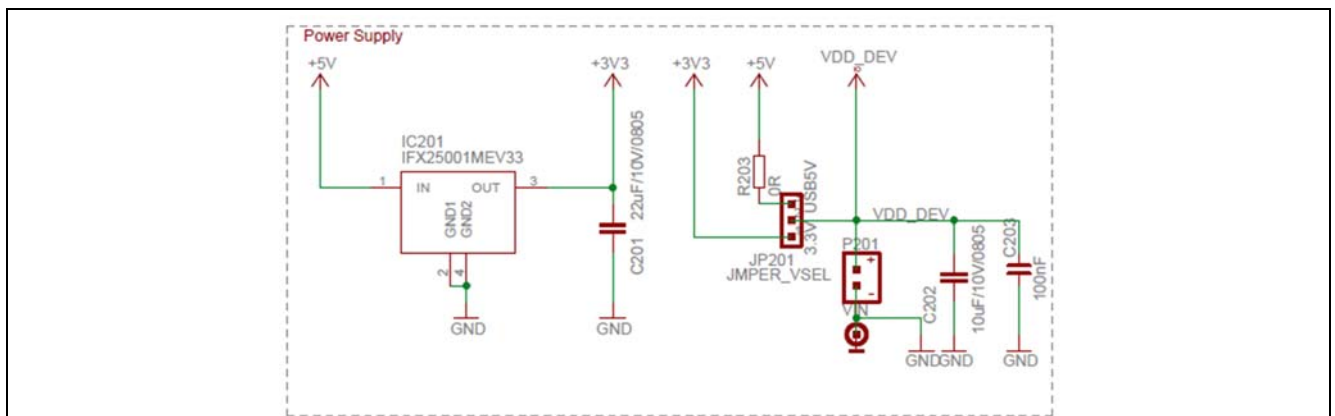 Power Supply
+5V
+3V3
+3V3
+5V
VDD_DEV
IC201
IFX25001MEV33
1
IN
OUT
3
GND1
GND2
2
4
GND
C201
22uF/10V/0805
GND
R203
0R
USB5V
3.3V
JP201
JMPER_VSEL
VDD_DEV
P201
+
-
VIN
GND
C202
10uF/10V/0805
GND
C203
100nF
GND